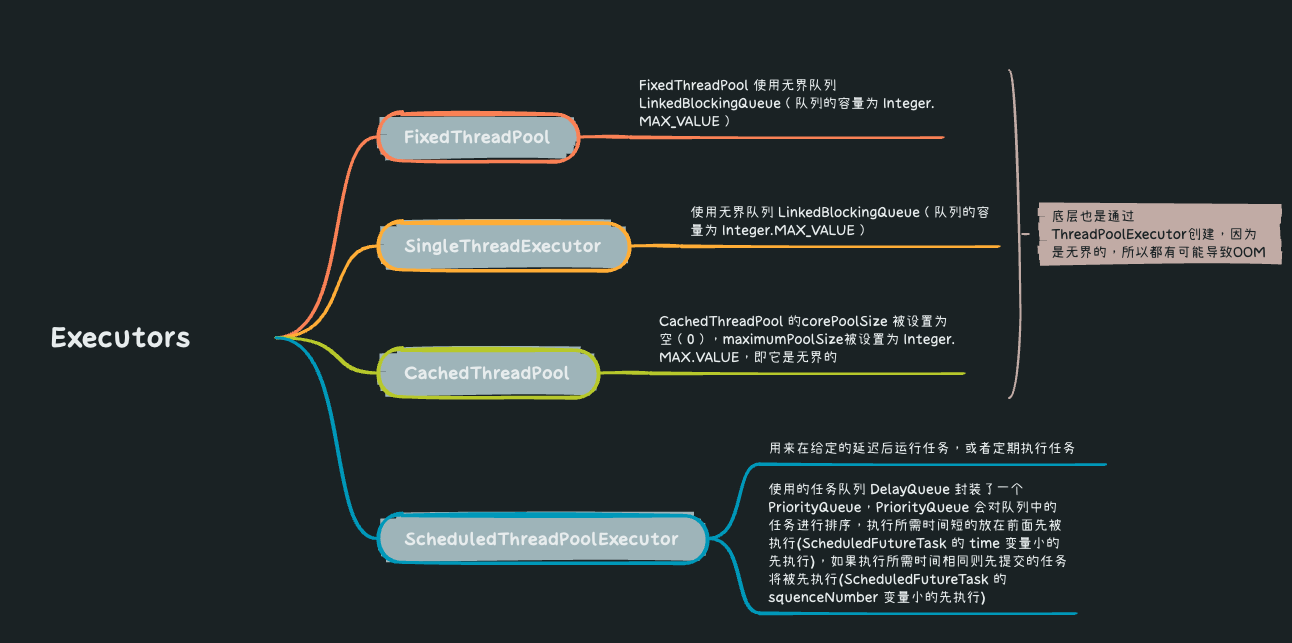 Executors
FixedThreadPool
FixedThreadPool 使用无界队列
LinkedBlockingQueue（队列的容量为 Integer.
MAX_VALUE）
SingleThreadExecutor
使用无界队列 LinkedBlockingQueue（队列的容
量为 Integer.MAX_VALUE）
CachedThreadPool
CachedThreadPool 的corePoolSize 被设置为
空（0），maximumPoolSize被设置为 Integer.
MAX.VALUE，即它是无界的
底层也是通过
ThreadPoolExecutor创建，因为
是无界的，所以都有可能导致OOM
ScheduledThreadPoolExecutor
用来在给定的延迟后运行任务，或者定期执行任务
使用的任务队列 DelayQueue 封装了一个
PriorityQueue，PriorityQueue 会对队列中的
任务进行排序，执行所需时间短的放在前面先被
执行(ScheduledFutureTask 的 time 变量小的
先执行)，如果执行所需时间相同则先提交的任务
将被先执行(ScheduledFutureTask 的
squenceNumber 变量小的先执行)